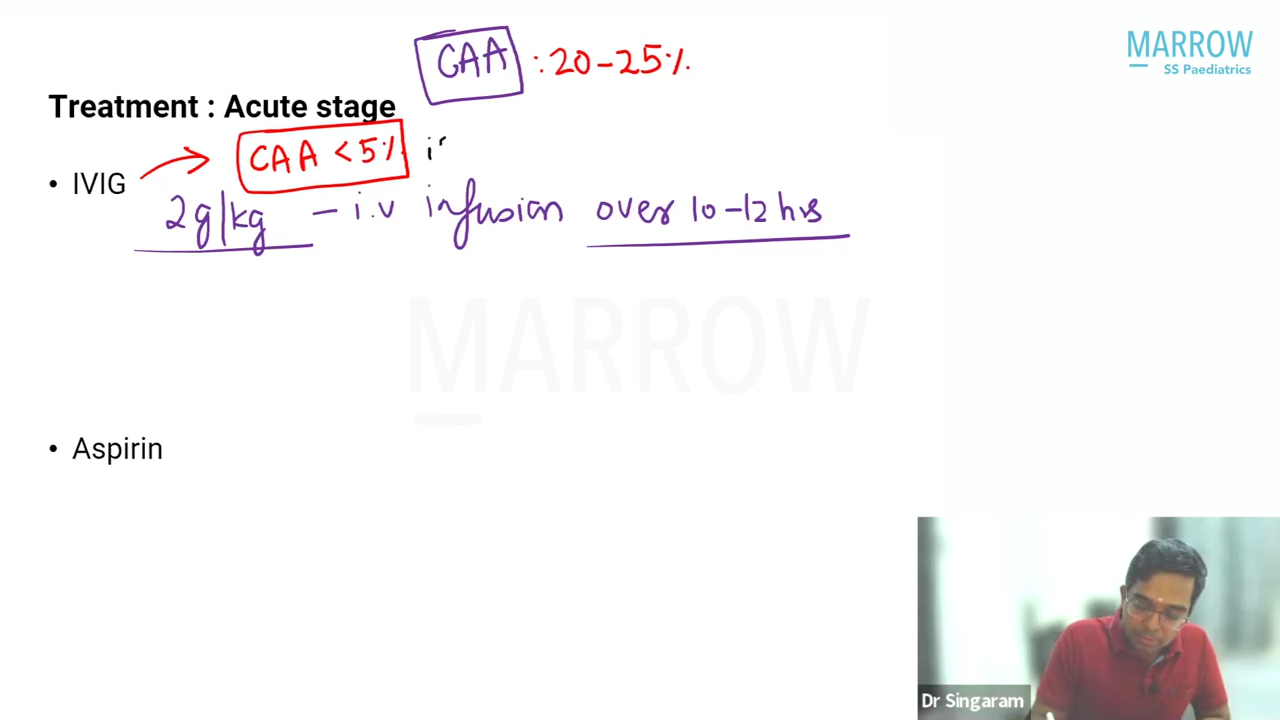 MARROW
SS Paediatrics
CAA : 20-25%
Treatment : Acute stage
CAA < 5%
• IVIG
2g/kg - i.v infusion over 10-12 hrs
MARROW
• Aspirin
Dr Singaram